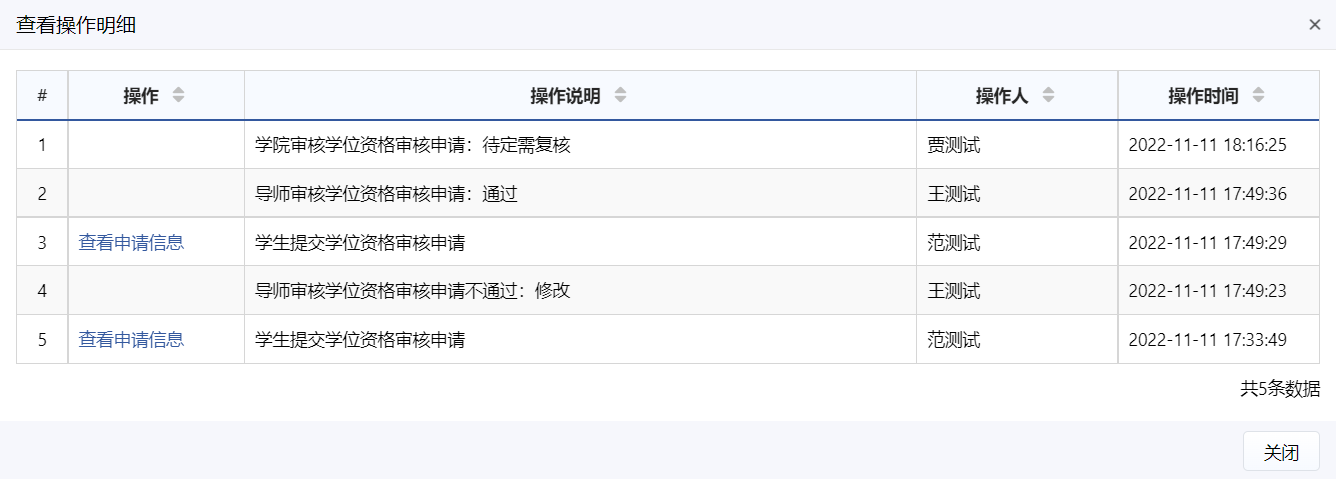 查看操作明细 ×
# 操作 操作说明 操作人 操作时间
1 学院审核学位资格审核申请：待定需复核 贾测试 2022-11-11 18:16:25
2 导师审核学位资格审核申请：通过 王测试 2022-11-11 17:49:36
3 查看申请信息 学生提交学位资格审核申请 范测试 2022-11-11 17:49:29
4 导师审核学位资格审核申请不通过：修改 王测试 2022-11-11 17:49:23
5 查看申请信息 学生提交学位资格审核申请 范测试 2022-11-11 17:33:49
共5条数据
关闭